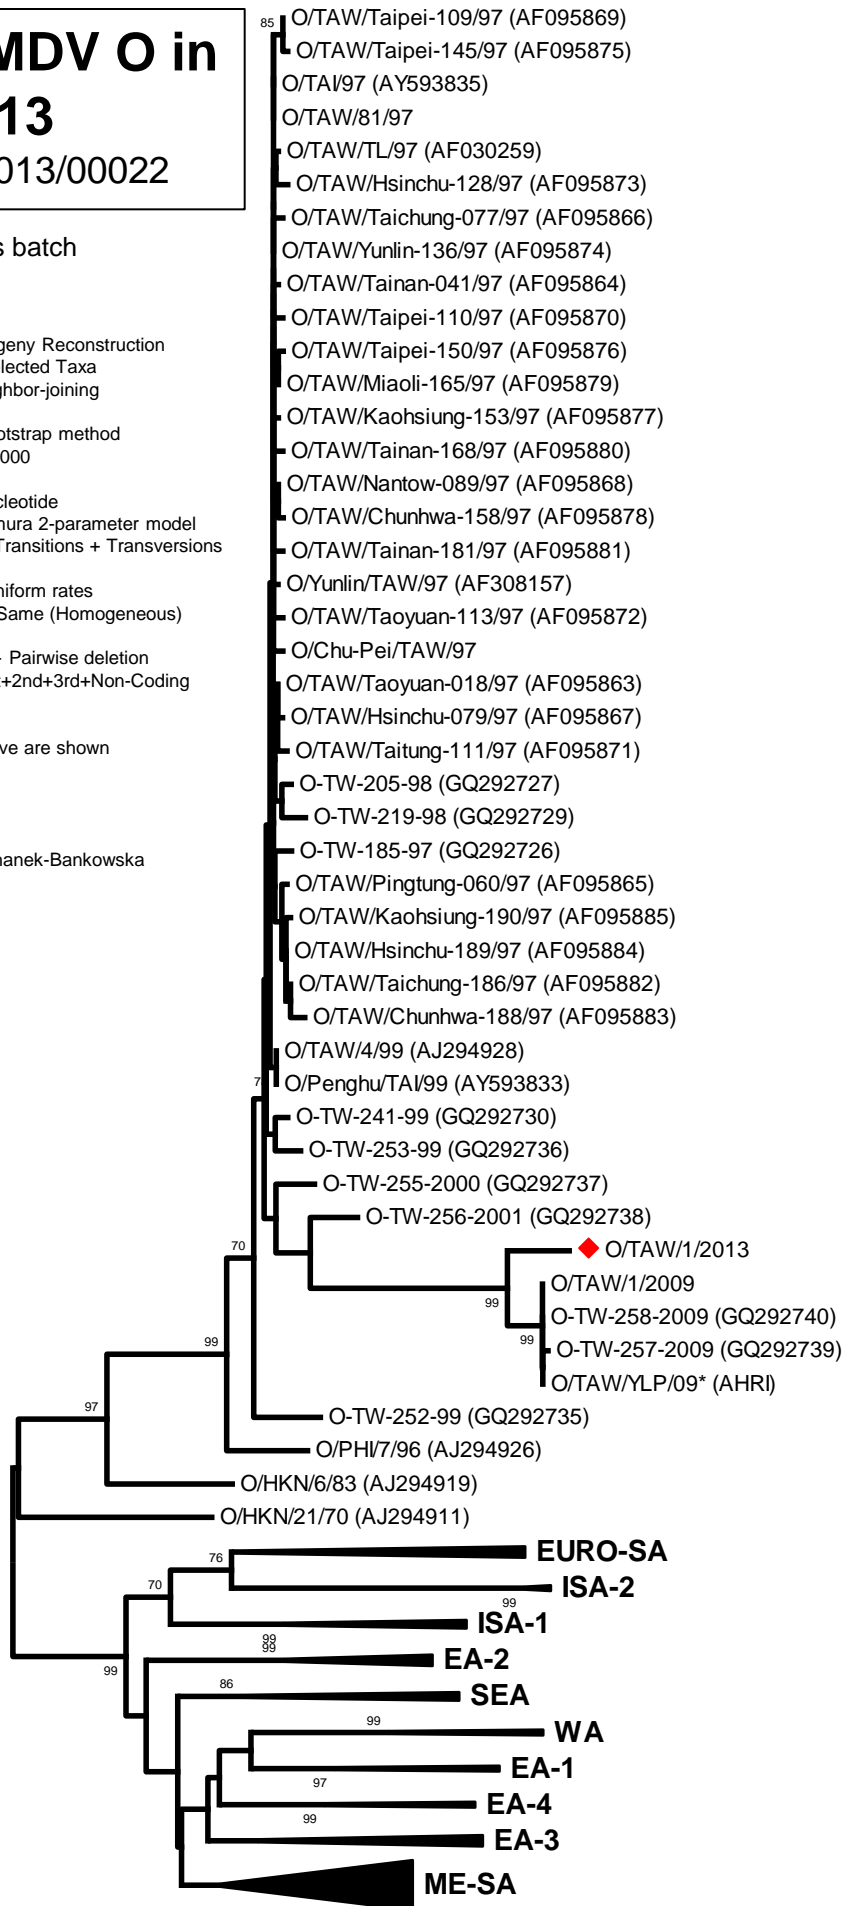 MDV O in
13
013/00022
s batch
geny Reconstruction
elected Taxa
ghbor-joining
otstrap method
000
cleotide
nura 2-parameter model
Transitions + Transversions
niform rates
Same (Homogeneous)
- Pairwise deletion
t+2nd+3rd+Non-Coding
ve are shown
nanek-Bankowska
85
O/TAW/Taipei-109/97 (AF095869)
O/TAW/Taipei-145/97 (AF095875)
O/TAI/97 (AY593835)
O/TAW/81/97
O/TAW/TL/97 (AF030259)
O/TAW/Hsinchu-128/97 (AF095873)
O/TAW/Taichung-077/97 (AF095866)
O/TAW/Yunlin-136/97 (AF095874)
O/TAW/Tainan-041/97 (AF095864)
O/TAW/Taipei-110/97 (AF095870)
O/TAW/Taipei-150/97 (AF095876)
O/TAW/Miaoli-165/97 (AF095879)
O/TAW/Kaohsiung-153/97 (AF095877)
O/TAW/Tainan-168/97 (AF095880)
O/TAW/Nantow-089/97 (AF095868)
O/TAW/Chunhwa-158/97 (AF095878)
O/TAW/Tainan-181/97 (AF095881)
O/Yunlin/TAW/97 (AF308157)
O/TAW/Taoyuan-113/97 (AF095872)
O/Chu-Pei/TAW/97
O/TAW/Taoyuan-018/97 (AF095863)
O/TAW/Hsinchu-079/97 (AF095867)
O/TAW/Taitung-111/97 (AF095871)
O-TW-205-98 (GQ292727)
O-TW-219-98 (GQ292729)
O-TW-185-97 (GQ292726)
O/TAW/Pingtung-060/97 (AF095865)
O/TAW/Kaohsiung-190/97 (AF095885)
O/TAW/Hsinchu-189/97 (AF095884)
O/TAW/Taichung-186/97 (AF095882)
O/TAW/Chunhwa-188/97 (AF095883)
O/TAW/4/99 (AJ294928)
7
O/Penghu/TAI/99 (AY593833)
O-TW-241-99 (GQ292730)
O-TW-253-99 (GQ292736)
O-TW-255-2000 (GQ292737)
O-TW-256-2001 (GQ292738)
70
O/TAW/1/2013
O/TAW/1/2009
99
O-TW-258-2009 (GQ292740)
99
99
O-TW-257-2009 (GQ292739)
O/TAW/YLP/09* (AHRI)
97
O-TW-252-99 (GQ292735)
O/PHI/7/96 (AJ294926)
O/HKN/6/83 (AJ294919)
O/HKN/21/70 (AJ294911)
76
EURO-SA
70
ISA-2
99
ISA-1
99
99
EA-2
99
86
SEA
99
WA
EA-1
97
EA-4
99
EA-3
ME-SA